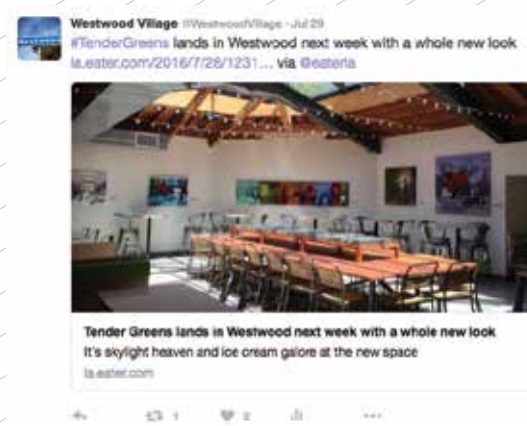 Westwood Village @WestwoodVillage · Jul 29
#TenderGreens lands in Westwood next week with a whole new look
la.eater.com/2016/7/28/1231... via @eaterla
Tender Greens lands in Westwood next week with a whole new look
It's skylight heaven and ice cream galore at the new space
la.eater.com
1 2